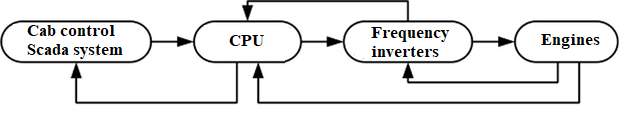 Cab control
Scada system
CPU
Frequency
inverters
Engines